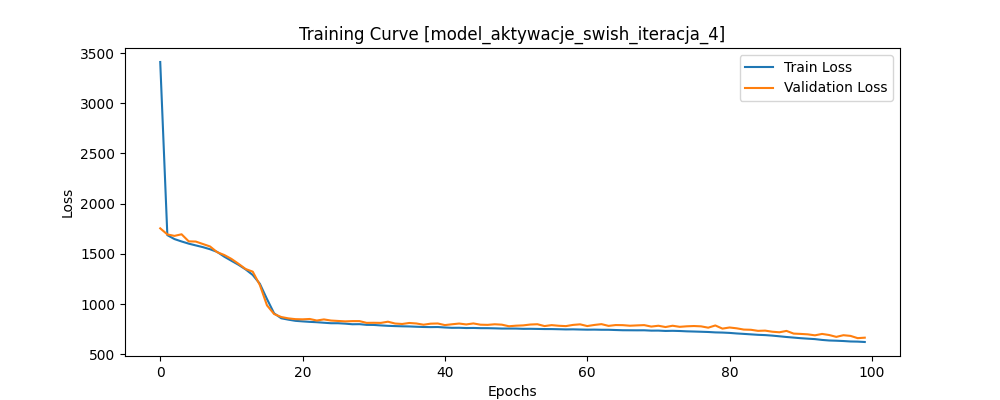 Training Curve [model_aktywacje_swish_iteracja_4]
3500
3000
2500
2000
1500
1000
500
Loss
Train Loss
Validation Loss
0
20
40
60
80
100
Epochs